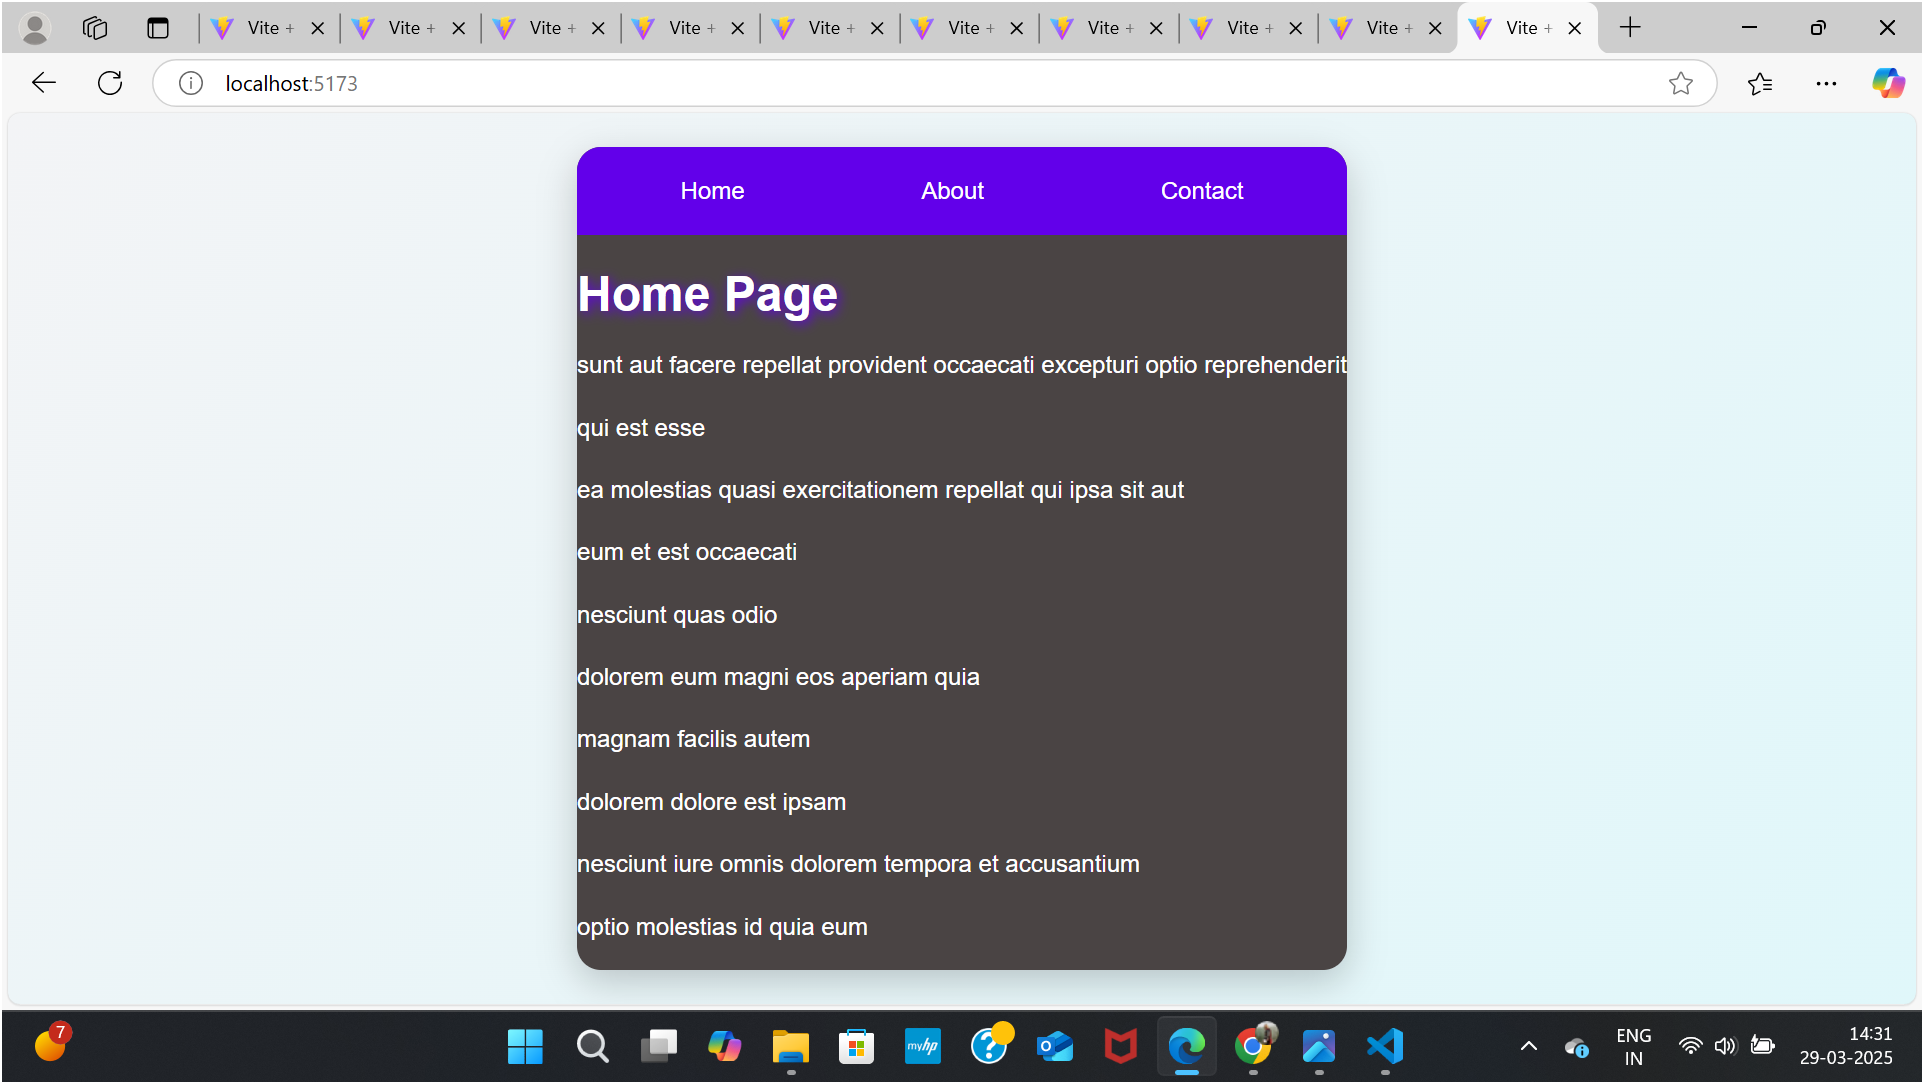 Vite + Vite + Vite + Vite + Vite + Vite + Vite + Vite + Vite + Vite +
localhost:5173
Home About Contact
Home Page
sunt aut facere repellat provident occaecati excepturi optio reprehenderit
qui est esse
ea molestias quasi exercitationem repellat qui ipsa sit aut
eum et est occaecati
nesciunt quas odio
dolorem eum magni eos aperiam quia
magnam facilis autem
dolorem dolore est ipsam
nesciunt iure omnis dolorem tempora et accusantium
optio molestias id quia eum
7
myhp
ENG
IN
14:31
29-03-2025